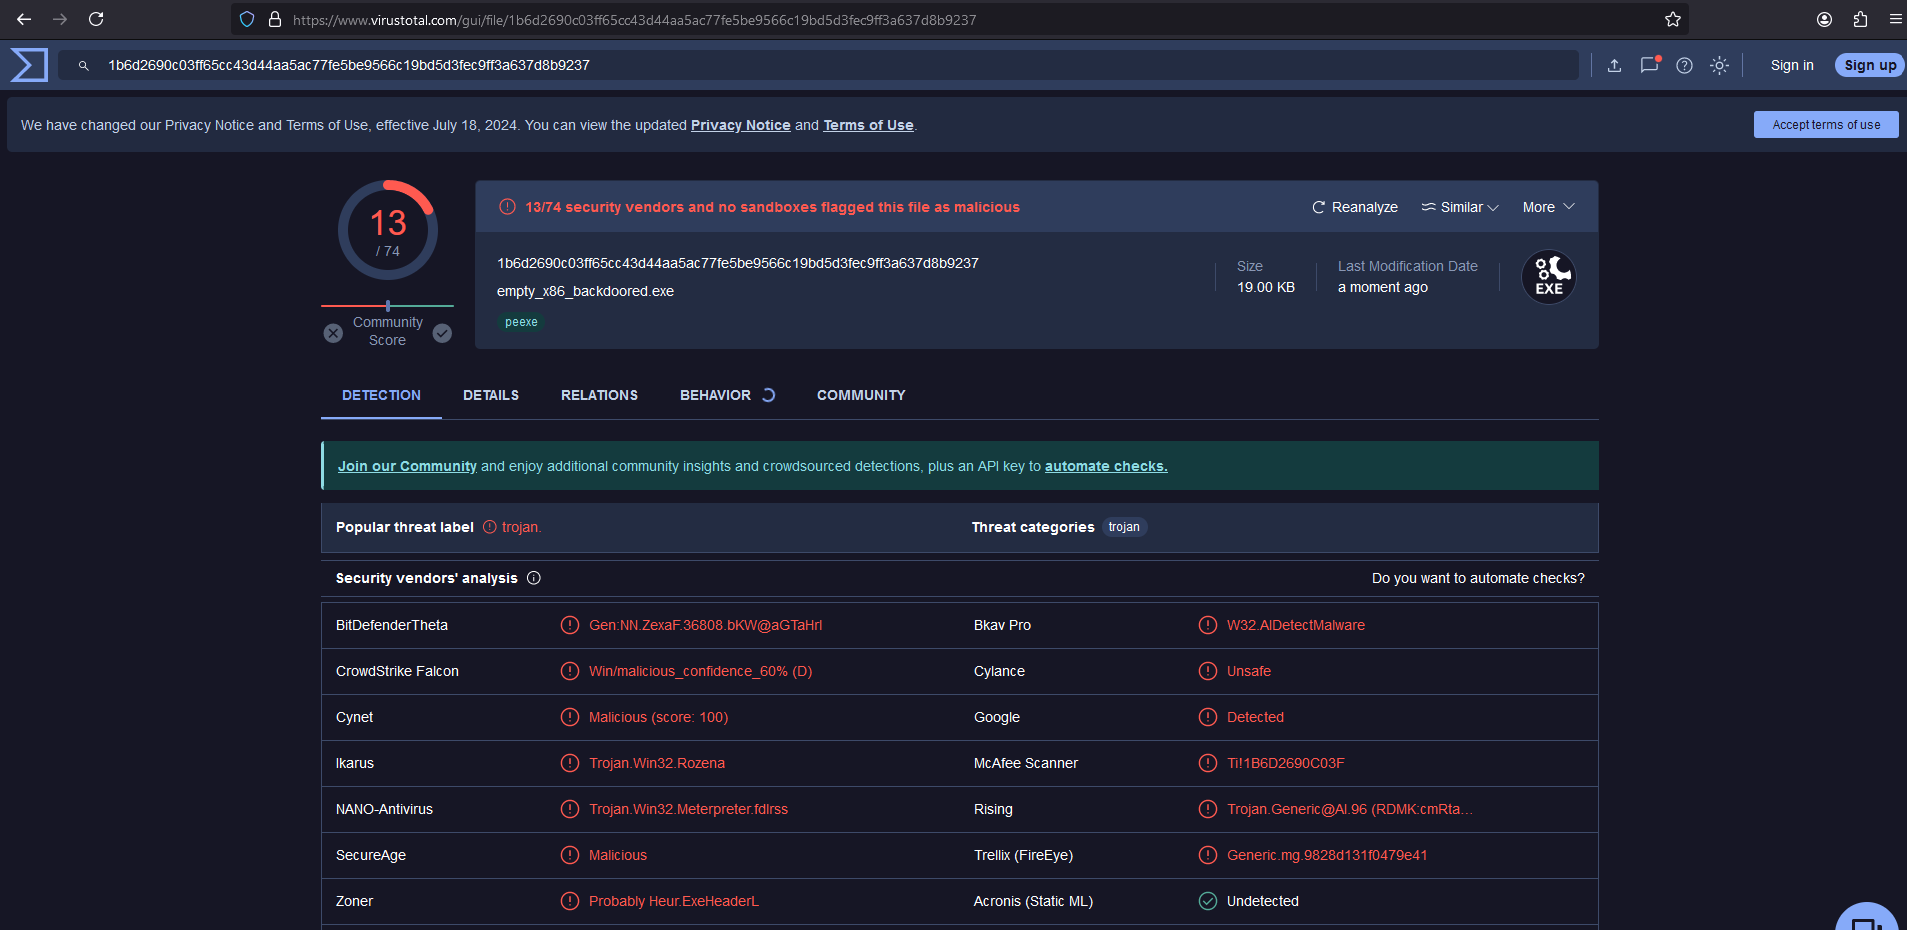 https://www.virustotal.com/gui/file/1b6d2690c03ff65cc43d44aa5ac77fe5be9566c19bd5d3fec9ff3a637d8b9237
1b6d2690c03ff65cc43d44aa5ac77fe5be9566c19bd5d3fec9ff3a637d8b9237
Sign in
Sign up
We have changed our Privacy Notice and Terms of Use, effective July 18, 2024. You can view the updated Privacy Notice and Terms of Use.
Accept terms of use
13
/ 74
Community
Score
13/74 security vendors and no sandboxes flagged this file as malicious
Reanalyze
Similar
More
1b6d2690c03ff65cc43d44aa5ac77fe5be9566c19bd5d3fec9ff3a637d8b9237
empty_x86_backdoored.exe
peexe
Size
19.00 KB
Last Modification Date
a moment ago
EXE
DETECTION
DETAILS
RELATIONS
BEHAVIOR
COMMUNITY
Join our Community and enjoy additional community insights and crowdsourced detections, plus an API key to automate checks.
Popular threat label
trojan.
Threat categories
trojan
Security vendors' analysis
Do you want to automate checks?
BitDefenderTheta
Gen:NN.ZexaF.36808.bKW@aGTaHrI
Bkav Pro
W32.AIDetectMalware
CrowdStrike Falcon
Win/malicious_confidence_60% (D)
Cylance
Unsafe
Cynet
Malicious (score: 100)
Google
Detected
Ikarus
Trojan.Win32.Rozena
McAfee Scanner
Ti!1B6D2690C03F
NANO-Antivirus
Trojan.Win32.Meterpreter.fdlrss
Rising
Trojan.Generic@AI.96 (RDMK:cmRta...
SecureAge
Malicious
Trellix (FireEye)
Generic.mg.9828d131f0479e41
Zoner
Probably Heur.ExeHeaderL
Acronis (Static ML)
Undetected